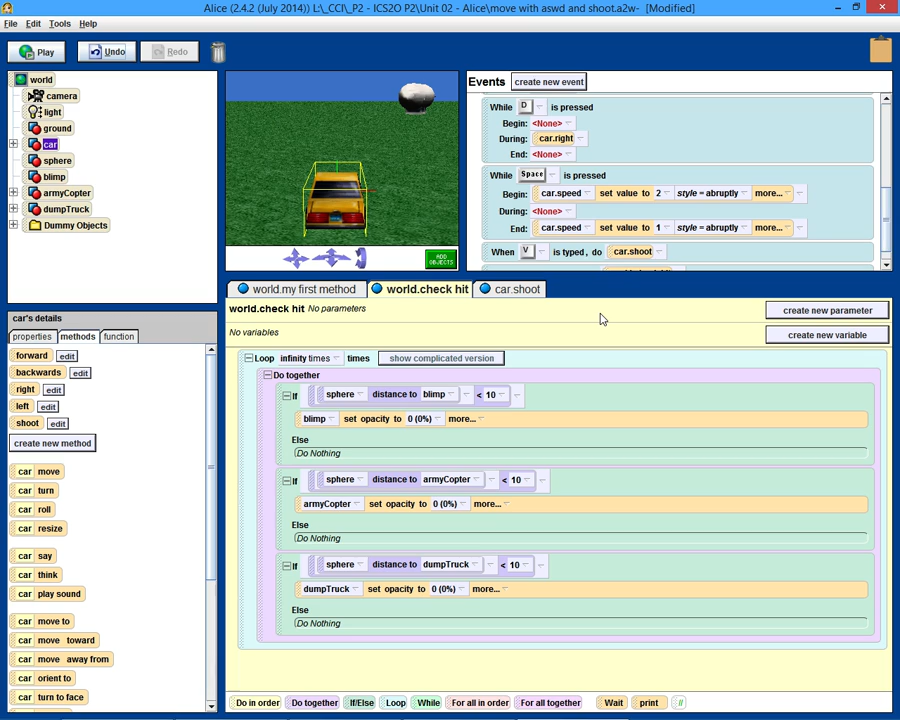 Alice (2.4.2 (July 2014)) L:\_CCI\_P2 - ICS2O P2\Unit 02 - Alice\move with aswd and shoot.a2w- [Modified]
File Edit Tools Help
Play Undo Redo
world
camera
light
ground
car
sphere
blimp
armyCopter
dumpTruck
Dummy Objects
ADD OBJECTS
Events create new event
While D is pressed
Begin: <None>
During: car.right
End: <None>
While Space is pressed
Begin: car.speed set value to 2 style = abruptly more...
During: <None>
End: car.speed set value to 1 style = abruptly more...
When V is typed, do car.shoot
car's details
properties methods function
forward edit
backwards edit
right edit
left edit
shoot edit
create new method
car move
car turn
car roll
car resize
car say
car think
car play sound
car move to
car move toward
car move away from
car orient to
car turn to face
world.my first method world.check hit car.shoot
world.check hit No parameters create new parameter
No variables create new variable
Loop infinity times times show complicated version
Do together
If sphere distance to blimp < 10
blimp set opacity to 0 (0%) more...
Else
Do Nothing
If sphere distance to armyCopter < 10
armyCopter set opacity to 0 (0%) more...
Else
Do Nothing
If sphere distance to dumpTruck < 10
dumpTruck set opacity to 0 (0%) more...
Else
Do Nothing
Do in order Do together If/Else Loop While For all in order For all together Wait print //